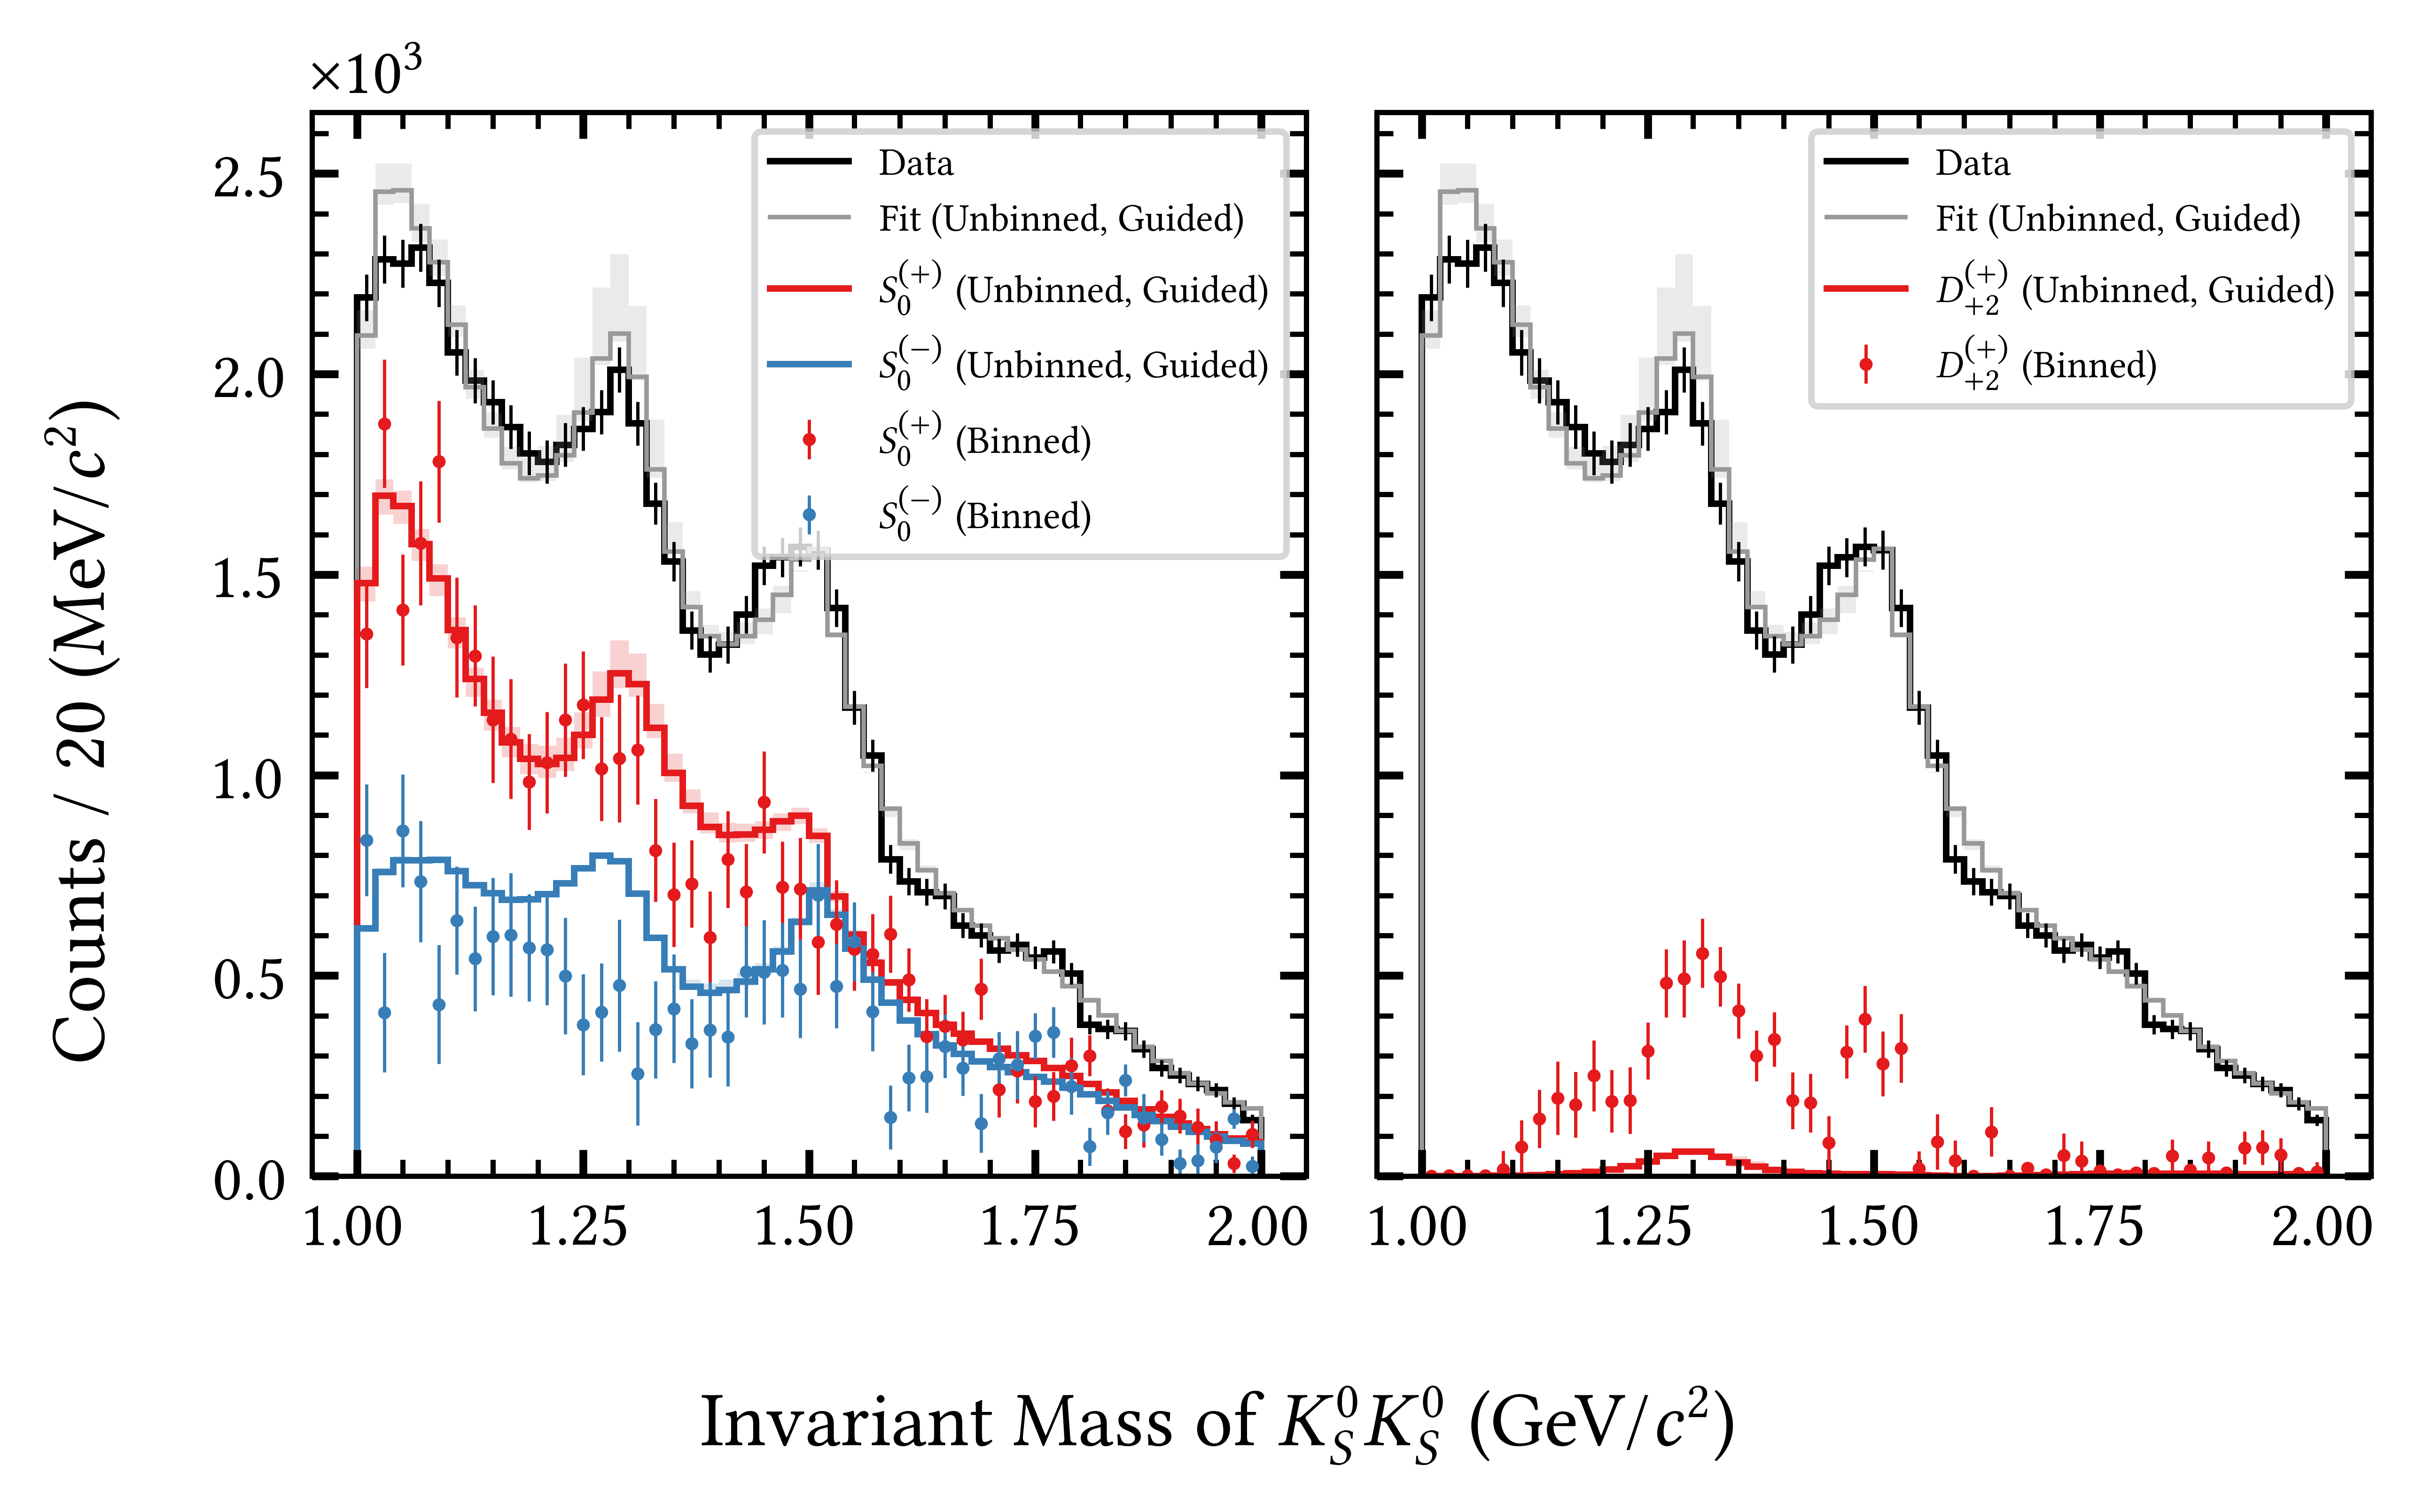 ×10³
Counts / 20 (MeV/c²)
2.5
2.0
1.5
1.0
0.5
0.0
Data
Fit (Unbinned, Guided)
S₀⁽⁺⁾ (Unbinned, Guided)
S₀⁽⁻⁾ (Unbinned, Guided)
S₀⁽⁺⁾ (Binned)
S₀⁽⁻⁾ (Binned)
1.00 1.25 1.50 1.75 2.00
Data
Fit (Unbinned, Guided)
D₊₂⁽⁺⁾ (Unbinned, Guided)
D₊₂⁽⁺⁾ (Binned)
1.00 1.25 1.50 1.75 2.00
Invariant Mass of K_S⁰K_S⁰ (GeV/c²)